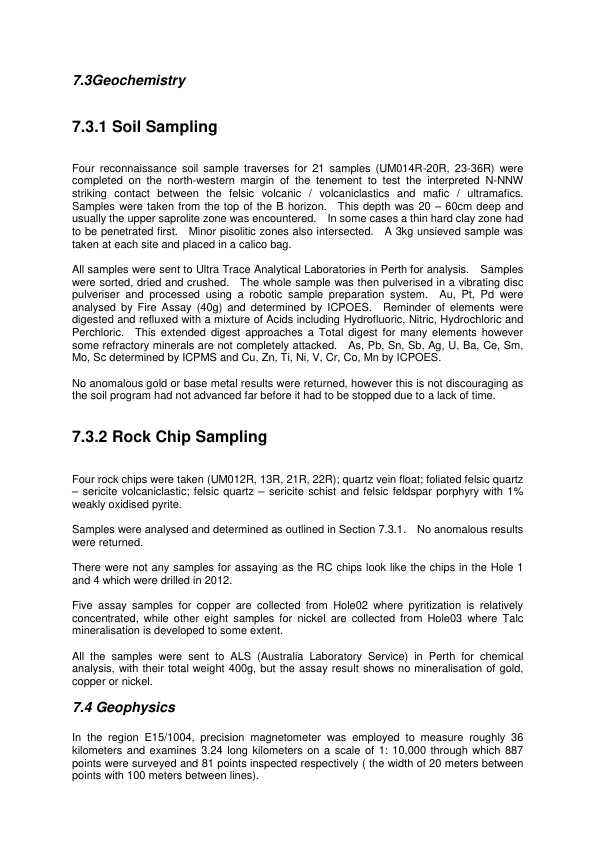 7.3Geochemistry
7.3.1 Soil Sampling
Four reconnaissance soil sample traverses for 21 samples (UM014R-20R, 23-36R) were
completed on the north-western margin of the tenement to test the interpreted N-NNW
striking contact between the felsic volcanic / volcaniclastics and mafic / ultramafics.
Samples were taken from the top of the B horizon. This depth was 20 – 60cm deep and
usually the upper saprolite zone was encountered. In some cases a thin hard clay zone had
to be penetrated first. Minor pisolitic zones also intersected. A 3kg unsieved sample was
taken at each site and placed in a calico bag.
All samples were sent to Ultra Trace Analytical Laboratories in Perth for analysis. Samples
were sorted, dried and crushed. The whole sample was then pulverised in a vibrating disc
pulveriser and processed using a robotic sample preparation system. Au, Pt, Pd were
analysed by Fire Assay (40g) and determined by ICPOES. Reminder of elements were
digested and refluxed with a mixture of Acids including Hydrofluoric, Nitric, Hydrochloric and
Perchloric. This extended digest approaches a Total digest for many elements however
some refractory minerals are not completely attacked. As, Pb, Sn, Sb, Ag, U, Ba, Ce, Sm,
Mo, Sc determined by ICPMS and Cu, Zn, Ti, Ni, V, Cr, Co, Mn by ICPOES.
No anomalous gold or base metal results were returned, however this is not discouraging as
the soil program had not advanced far before it had to be stopped due to a lack of time.
7.3.2 Rock Chip Sampling
Four rock chips were taken (UM012R, 13R, 21R, 22R); quartz vein float; foliated felsic quartz
– sericite volcaniclastic; felsic quartz – sericite schist and felsic feldspar porphyry with 1%
weakly oxidised pyrite.
Samples were analysed and determined as outlined in Section 7.3.1. No anomalous results
were returned.
There were not any samples for assaying as the RC chips look like the chips in the Hole 1
and 4 which were drilled in 2012.
Five assay samples for copper are collected from Hole02 where pyritization is relatively
concentrated, while other eight samples for nickel are collected from Hole03 where Talc
mineralisation is developed to some extent.
All the samples were sent to ALS (Australia Laboratory Service) in Perth for chemical
analysis, with their total weight 400g, but the assay result shows no mineralisation of gold,
copper or nickel.
7.4 Geophysics
In the region E15/1004, precision magnetometer was employed to measure roughly 36
kilometers and examines 3.24 long kilometers on a scale of 1: 10,000 through which 887
points were surveyed and 81 points inspected respectively ( the width of 20 meters between
points with 100 meters between lines).